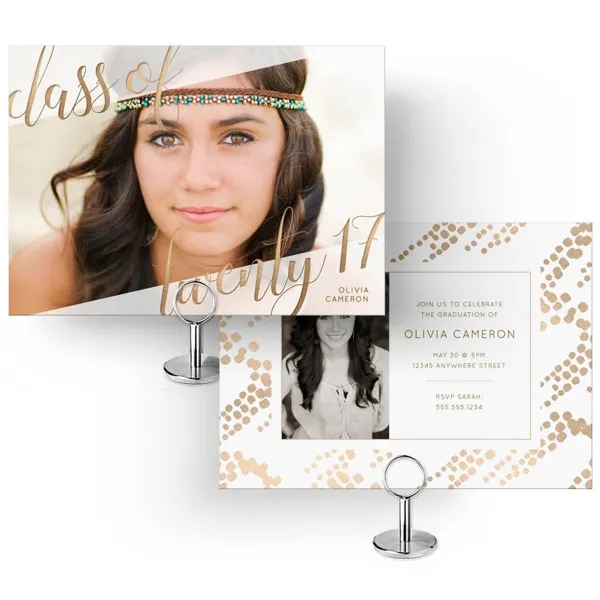 class of
twenty 17
OLIVIA
CAMERON
JOIN US TO CELEBRATE
THE GRADUATION OF
OLIVIA CAMERON
MAY 30 @ 5PM
12345 ANYWHERE STREET
RSVP SARAH:
555.555.1234